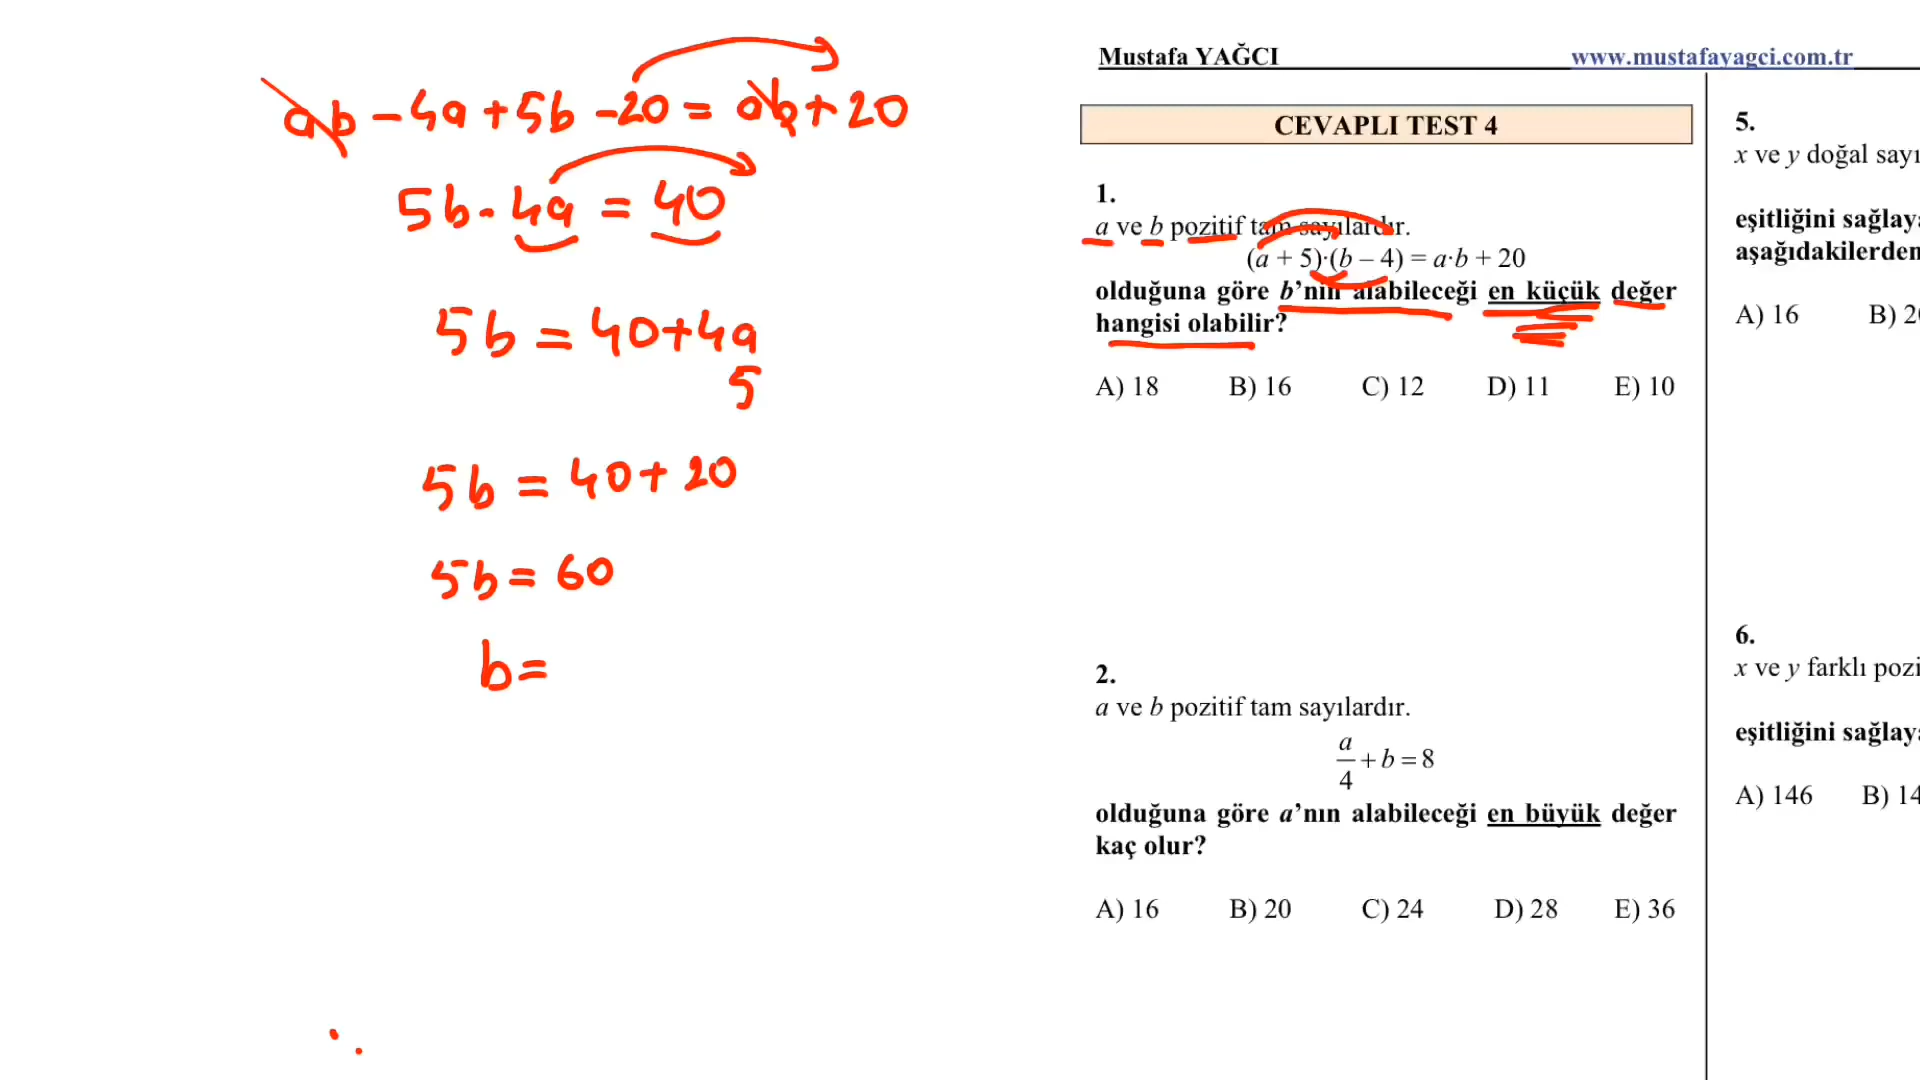 ab - 4a + 5b - 20 = ab + 20
5b - 4a = 40
5b = 40 + 4a
5
5b = 40 + 20
5b = 60
b =
Mustafa YAĞCI
www.mustafayagci.com.tr
CEVAPLI TEST 4
1.
a ve b pozitif tam sayılardır.
(a + 5)·(b – 4) = a·b + 20
olduğuna göre b’nin alabileceği en küçük değer
hangisi olabilir?
A) 18 B) 16 C) 12 D) 11 E) 10
2.
a ve b pozitif tam sayılardır.
a/4 + b = 8
olduğuna göre a’nın alabileceği en büyük değer
kaç olur?
A) 16 B) 20 C) 24 D) 28 E) 36
5.
x ve y doğal sayı
eşitliğini sağlaya
aşağıdakilerden
A) 16 B) 20
6.
x ve y farklı pozi
eşitliğini sağlaya
A) 146 B) 14